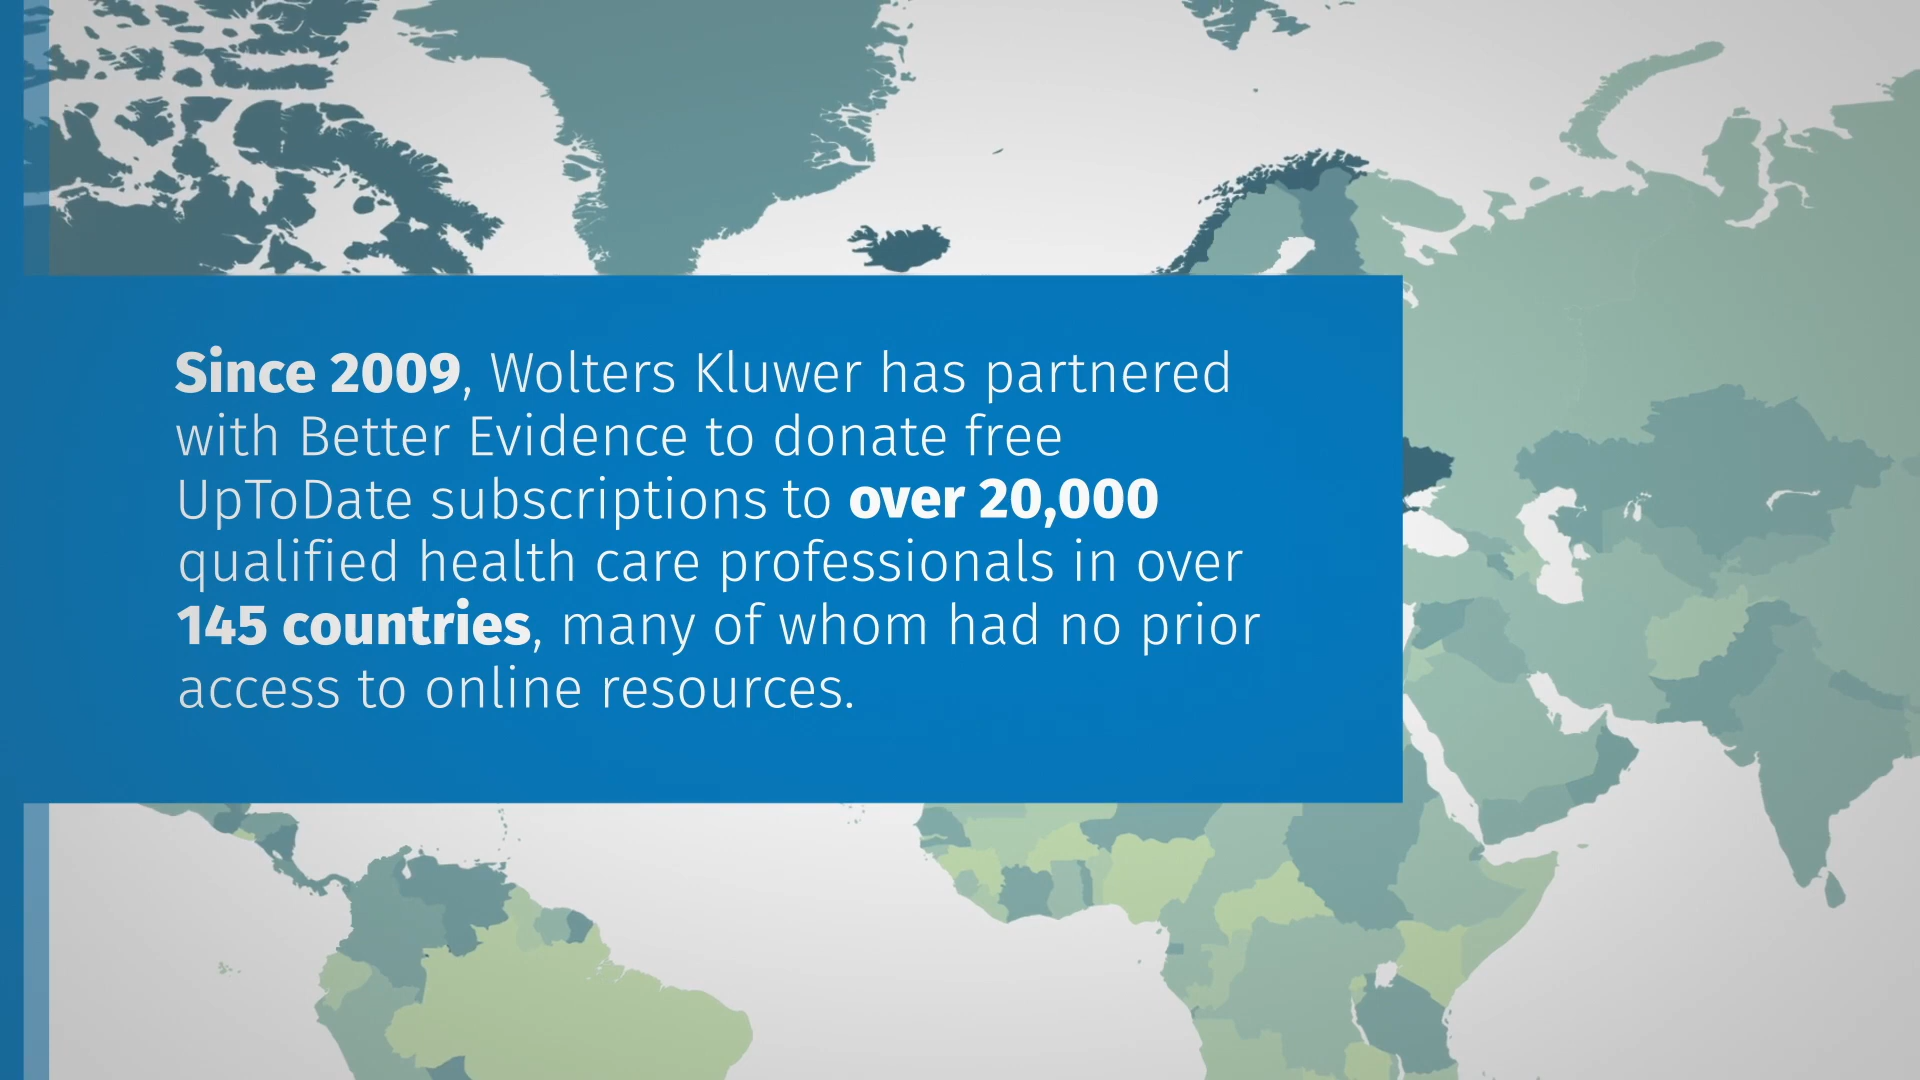 Since 2009, Wolters Kluwer has partnered
with Better Evidence to donate free
UpToDate subscriptions to over 20,000
qualified health care professionals in over
145 countries, many of whom had no prior
access to online resources.